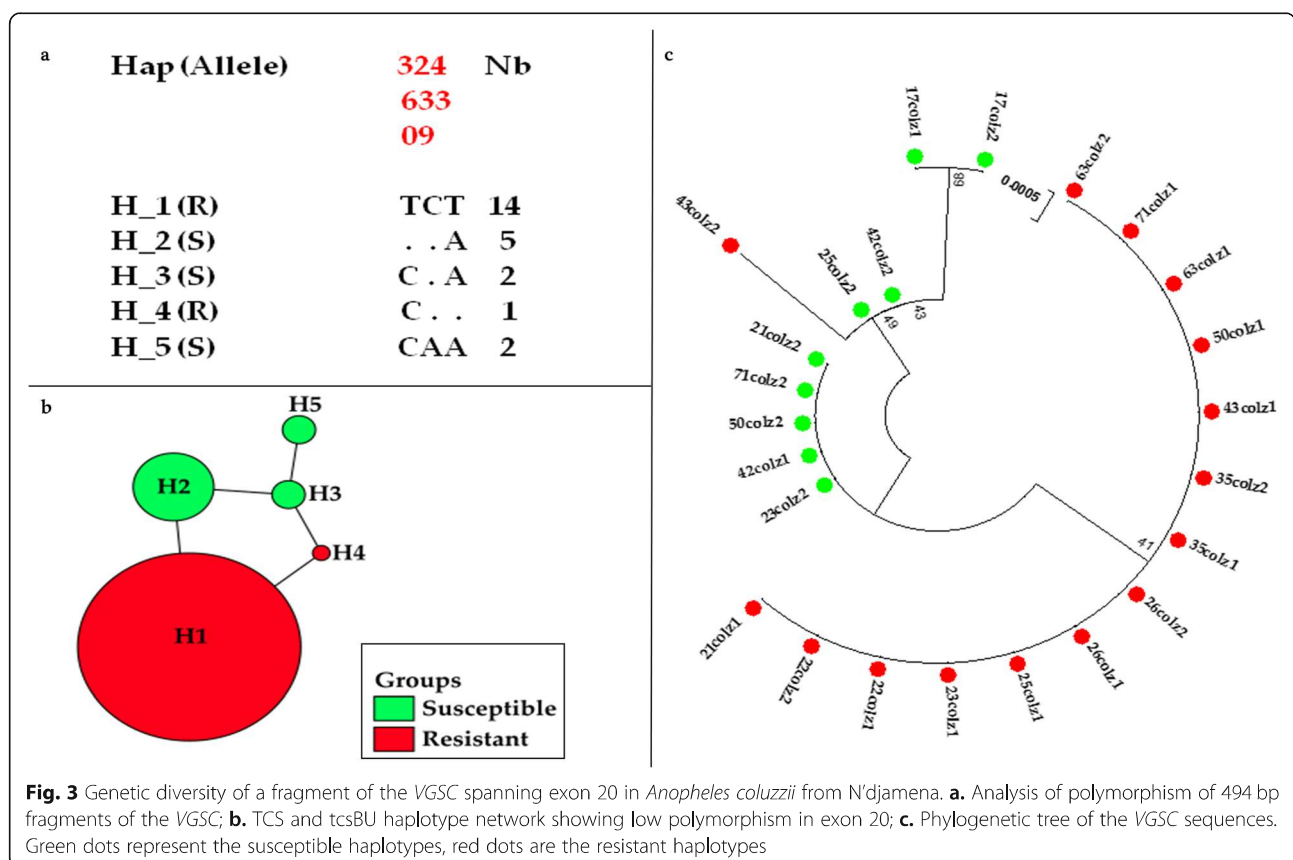 a
Hap (Allele) 324 Nb
633
09
H_1 (R) TCT 14
H_2 (S) . . A 5
H_3 (S) C . A 2
H_4 (R) C . . 1
H_5 (S) CAA 2
b
H5
H2
H3
H4
H1
Groups
Susceptible
Resistant
c
17colz1
17colz2
89
0.0005
63colz2
71colz1
63colz1
50colz1
43colz1
35colz2
35colz1
41
26colz2
26colz1
25colz1
23colz1
22colz1
22colz2
21colz1
43colz2
25colz2
42colz2
43
49
21colz2
71colz2
50colz2
42colz1
23colz2
Fig. 3 Genetic diversity of a fragment of the VGSC spanning exon 20 in Anopheles coluzzii from N'djamena. a. Analysis of polymorphism of 494 bp
fragments of the VGSC; b. TCS and tcsBU haplotype network showing low polymorphism in exon 20; c. Phylogenetic tree of the VGSC sequences.
Green dots represent the susceptible haplotypes, red dots are the resistant haplotypes